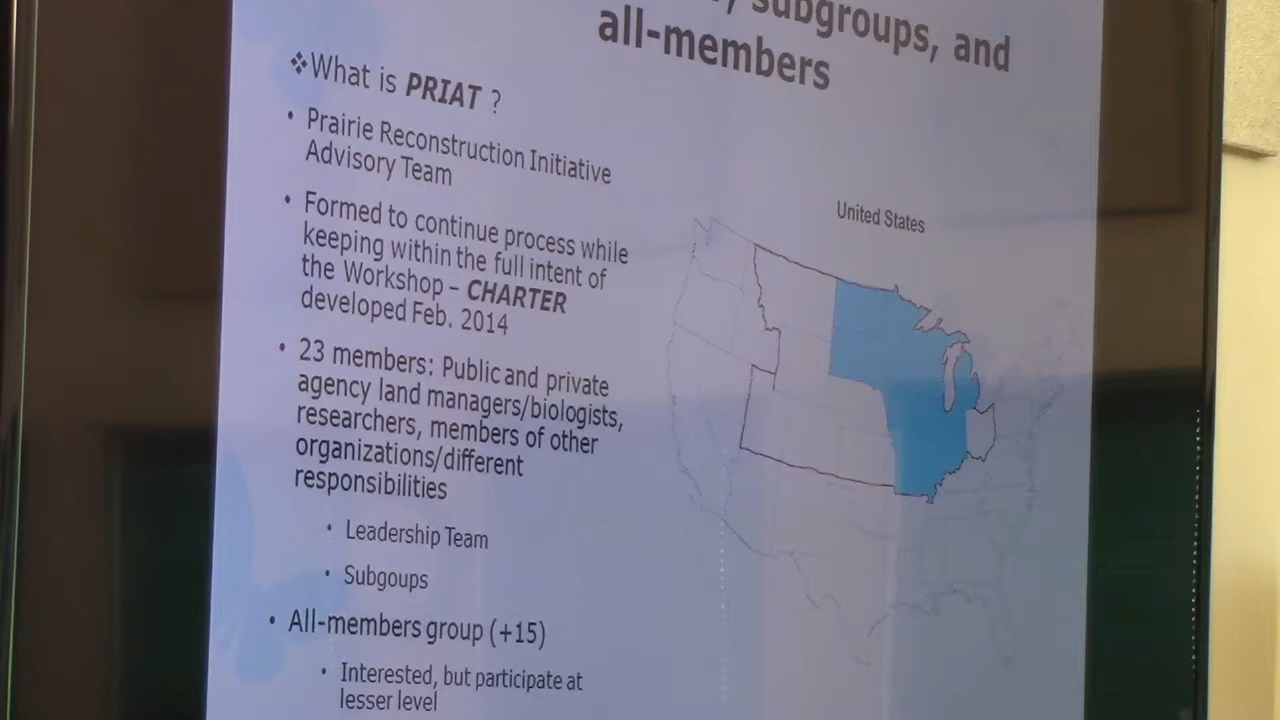 subgroups, and
all-members
❖What is PRIAT ?
• Prairie Reconstruction Initiative
Advisory Team
• Formed to continue process while
keeping within the full intent of
the Workshop – CHARTER
developed Feb. 2014
• 23 members: Public and private
agency land managers/biologists,
researchers, members of other
organizations/different
responsibilities
• Leadership Team
• Subgoups
• All-members group (+15)
• Interested, but participate at
lesser level
United States